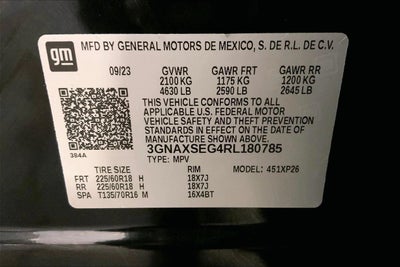 gm
MFD BY GENERAL MOTORS DE MEXICO, S. DE R.L. DE C.V.
09/23 GVWR GAWR FRT GAWR RR
2100 KG 1175 KG 1200 KG
4630 LB 2590 LB 2645 LB
THIS VEHICLE CONFORMS TO ALL
APPLICABLE U.S. FEDERAL MOTOR
VEHICLE SAFETY, BUMPER, AND THEFT
PREVENTION STANDARDS IN EFFECT ON
THE DATE OF MANUFACTURE SHOWN ABOVE.
3GNAXSEG4RL180785
384A TYPE: MPV
TIRE SIZE RIM MODEL: 451XP26
FRT 225/60R18 H 18X7J
RR 225/60R18 H 18X7J
SPA T135/70R16 M 16X4BT